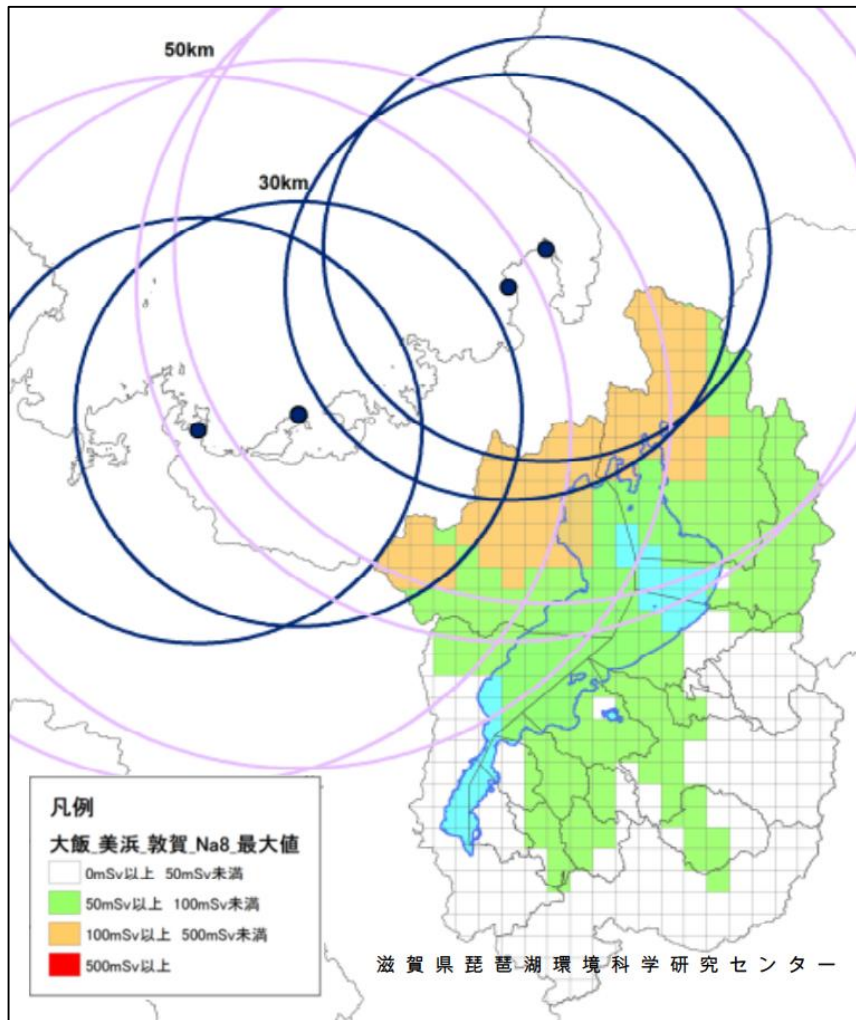 50km
30km
凡例
大飯_美浜_敦賀_Na8_最大値
0mSv以上 50mSv未満
50mSv以上 100mSv未満
100mSv以上 500mSv未満
500mSv以上
滋賀県琵琶湖環境科学研究センター